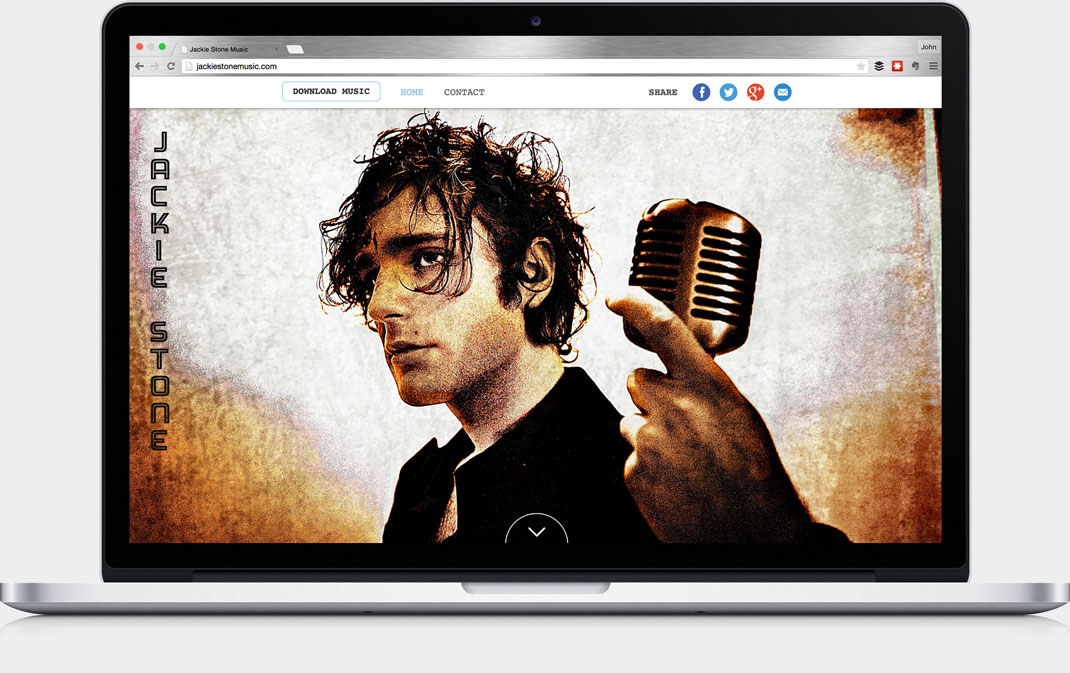 Jackie Stone Music
John
jackiestonemusic.com
DOWNLOAD MUSIC
HOME
CONTACT
SHARE
f
g+
JACKIE STONE